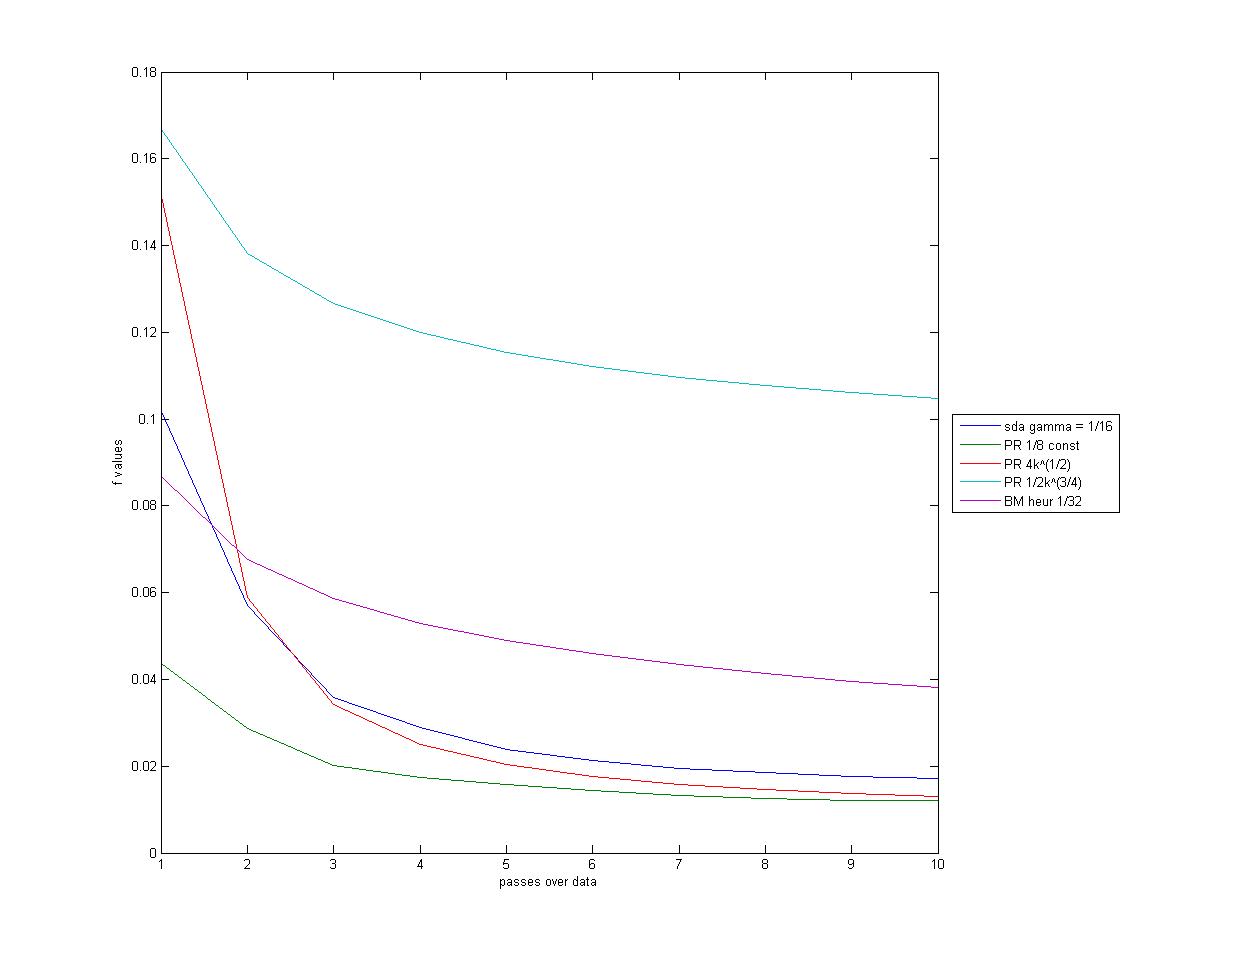 0.18
0.16
0.14
0.12
0.1
0.08
0.06
0.04
0.02
0
f values
1 2 3 4 5 6 7 8 9 10
passes over data
sda gamma = 1/16
PR 1/8 const
PR 4k^(1/2)
PR 1/2k^(3/4)
BM heur 1/32